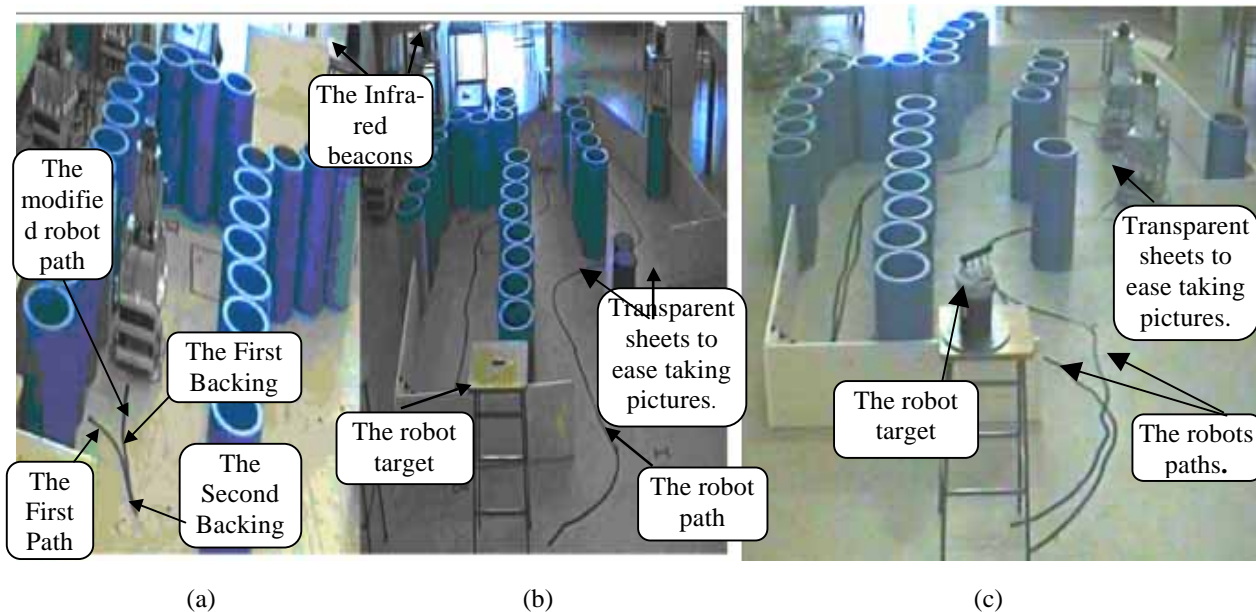 The Infra-
red
beacons
The
modifie
d robot
path
The First
Backing
The
First
Path
The
Second
Backing
The robot
target
Transparent
sheets to
ease taking
pictures.
The robot
path
Transparent
sheets to
ease taking
pictures.
The robot
target
The robots
paths.
(a)
(b)
(c)